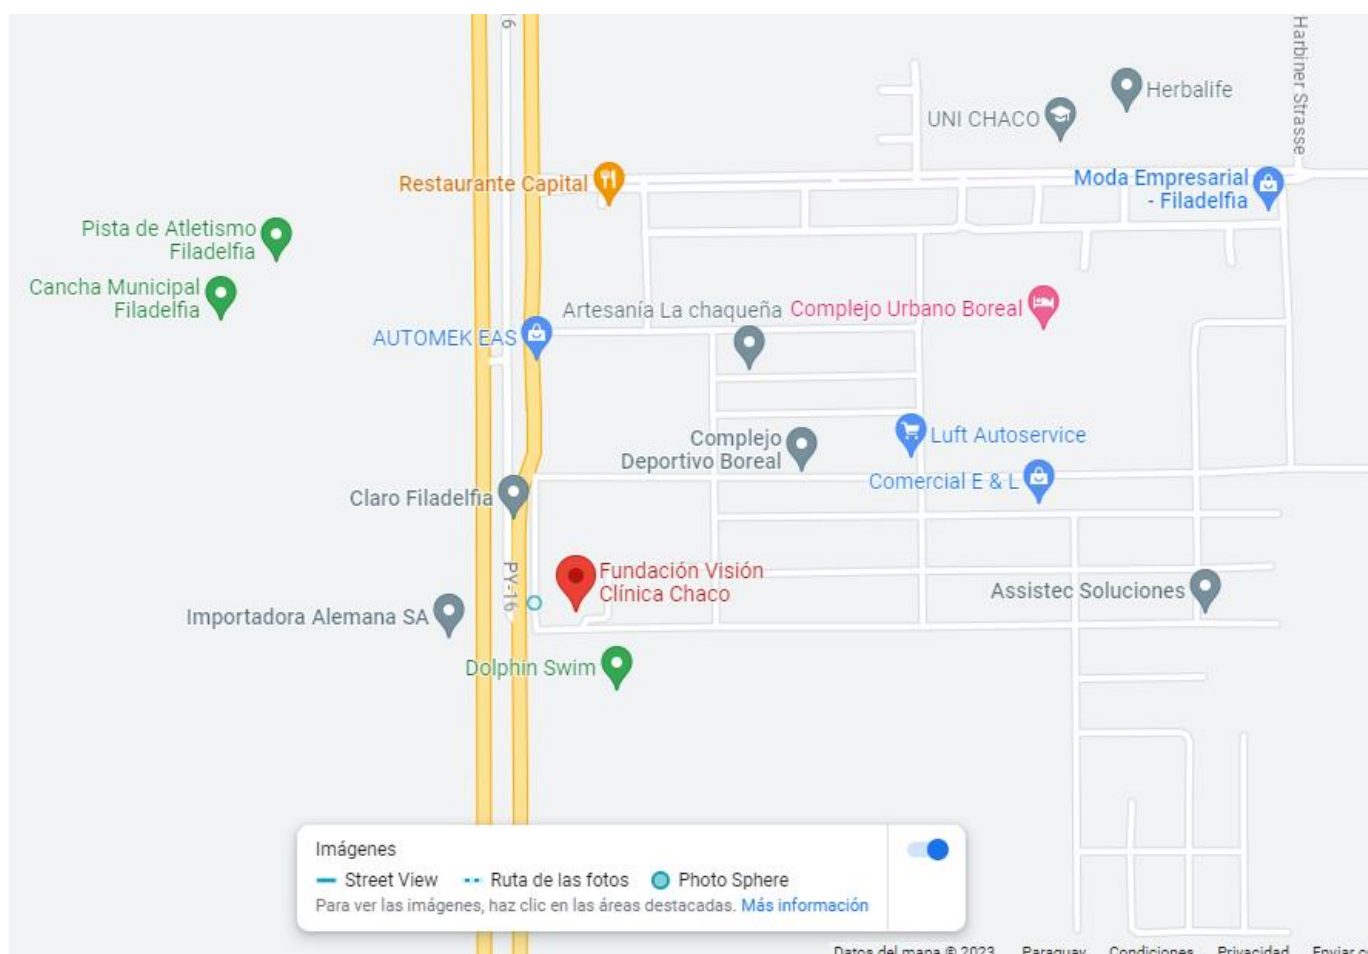 16
Harbiner Strasse
Herbalife
UNI CHACO
Restaurante Capital
Moda Empresarial
- Filadelfia
Pista de Atletismo
Filadelfia
Cancha Municipal
Filadelfia
Artesanía La chaqueña
Complejo Urbano Boreal
AUTOMEK EAS
Complejo
Deportivo Boreal
Luft Autoservice
Comercial E & L
Claro Filadelfia
PY-16
Fundación Visión
Clínica Chaco
Assistec Soluciones
Importadora Alemana SA
Dolphin Swim
Imágenes
Street View
Ruta de las fotos
Photo Sphere
Para ver las imágenes, haz clic en las áreas destacadas. Más información
Datos del mapa © 2023 Paraguay Condiciones Privacidad Enviar c